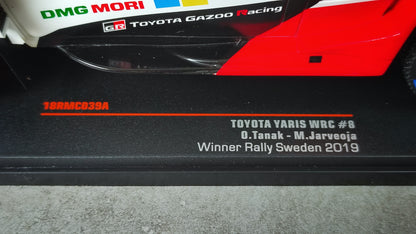 DMG MORI
GR TOYOTA GAZOO Racing
18RMC039A
TOYOTA YARIS WRC #8
O.Tanak - M.Jarveoja
Winner Rally Sweden 2019